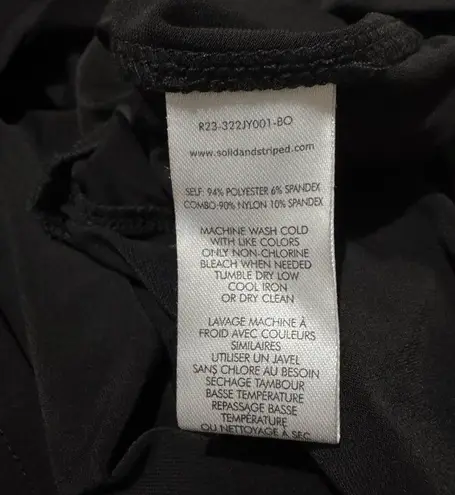 R23-322JY001-BO
www.solidandstriped.com
SELF: 94% POLYESTER 6% SPANDEX
COMBO:90% NYLON 10% SPANDEX
MACHINE WASH COLD
WITH LIKE COLORS
ONLY NON-CHLORINE
BLEACH WHEN NEEDED
TUMBLE DRY LOW
COOL IRON
OR DRY CLEAN
LAVAGE MACHINE À
FROID AVEC COULEURS
SIMILAIRES
UTILISER UN JAVEL
SANS CHLORE AU BESOIN
SÉCHAGE TAMBOUR
BASSE TEMPÉRATURE
REPASSAGE BASSE
TEMPÉRATURE
OU NETTOYAGE À SEC